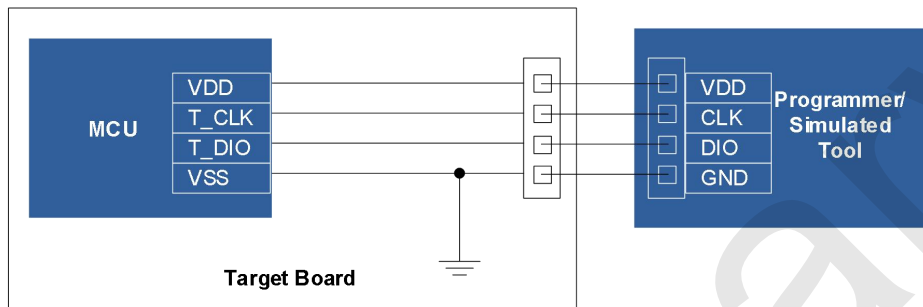 VDD
T_CLK
T_DIO
VSS
MCU
Target Board
VDD
CLK
DIO
GND
Programmer/
Simulated
Tool